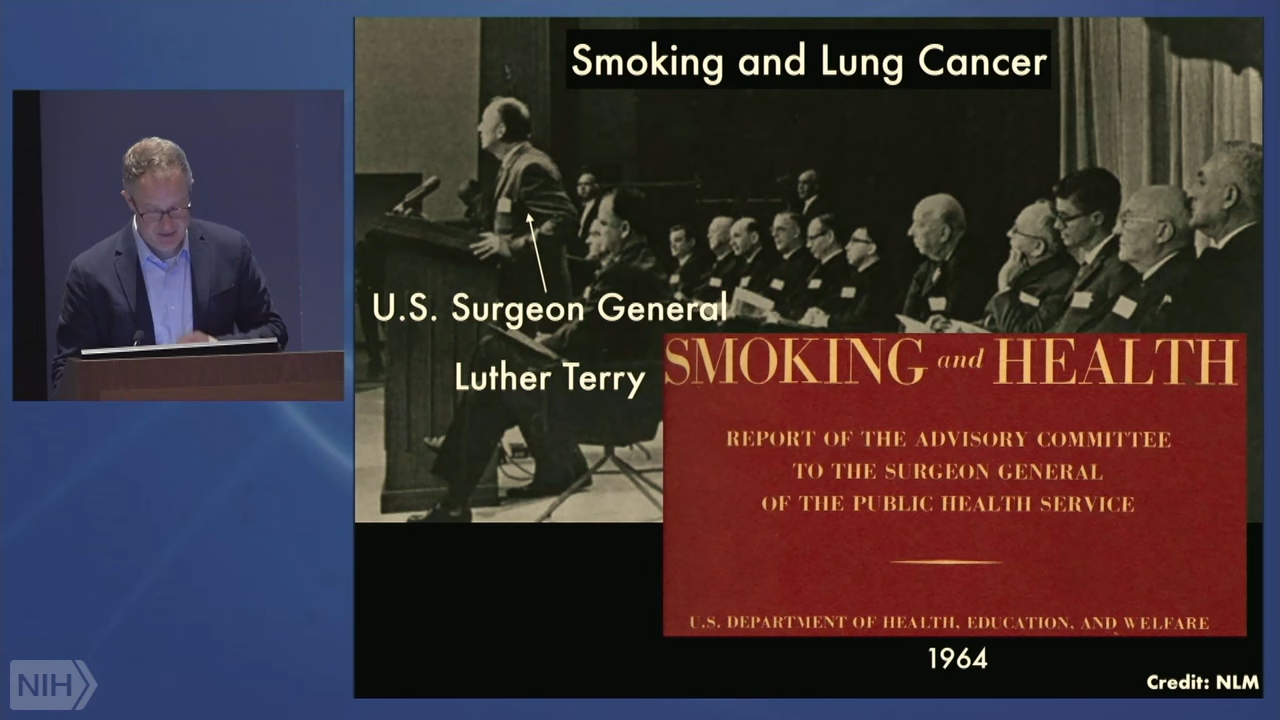 Smoking and Lung Cancer
U.S. Surgeon General
Luther Terry
SMOKING and HEALTH
REPORT OF THE ADVISORY COMMITTEE
TO THE SURGEON GENERAL
OF THE PUBLIC HEALTH SERVICE
U.S. DEPARTMENT OF HEALTH, EDUCATION, AND WELFARE
1964
Credit: NLM
NIH